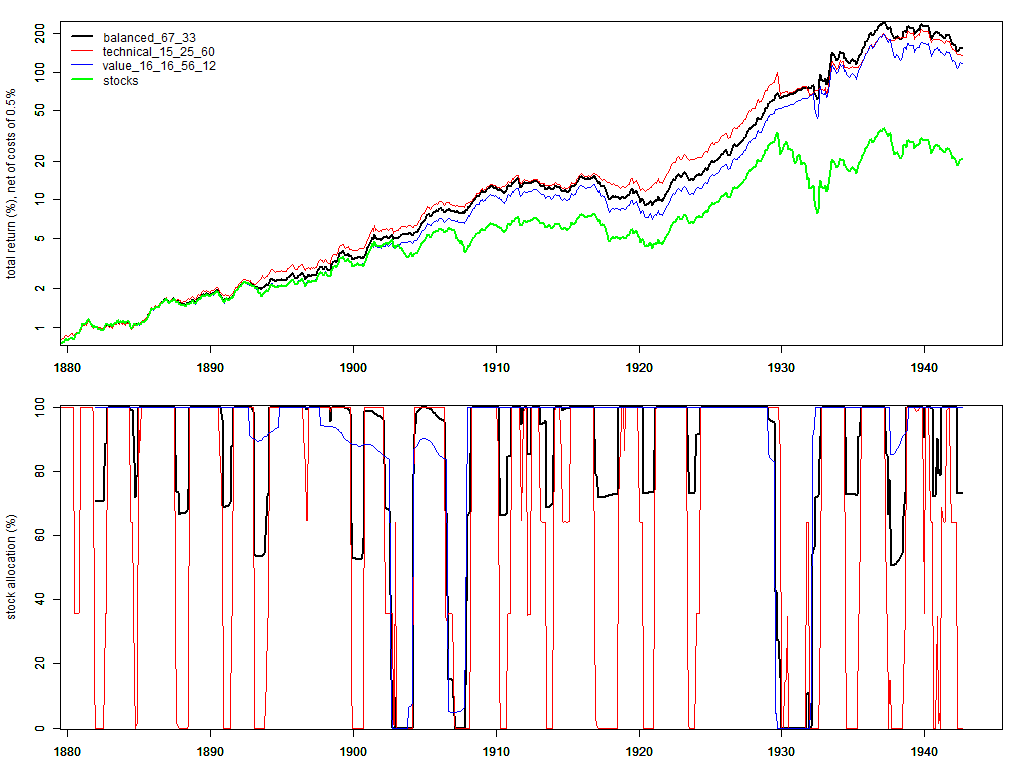 total return (%), net of costs of 0.5%
200
100
50
20
10
5
2
1
balanced_67_33
technical_15_25_60
value_16_16_56_12
stocks
1880 1890 1900 1910 1920 1930 1940
stock allocation (%)
100
80
60
40
20
0
1880 1890 1900 1910 1920 1930 1940